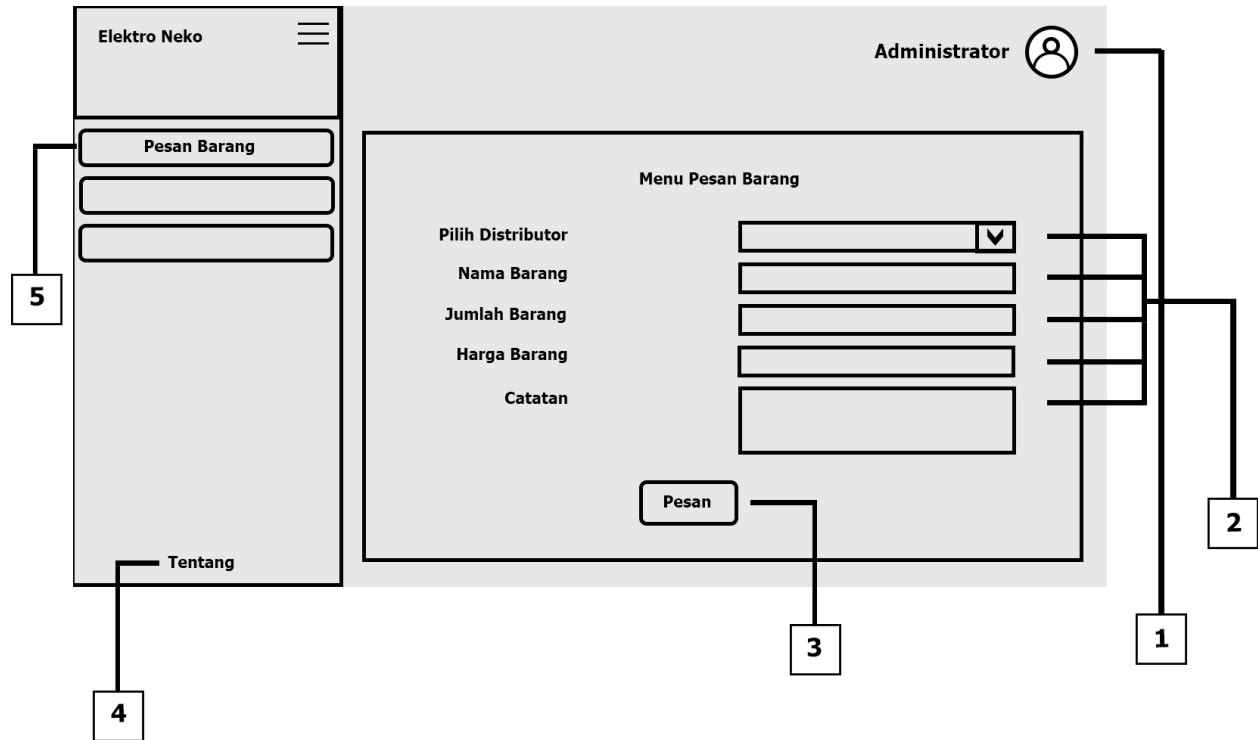 Elektro Neko
Administrator
Pesan Barang
Menu Pesan Barang
Pilih Distributor
Nama Barang
Jumlah Barang
Harga Barang
Catatan
Pesan
Tentang
5
2
1
3
4